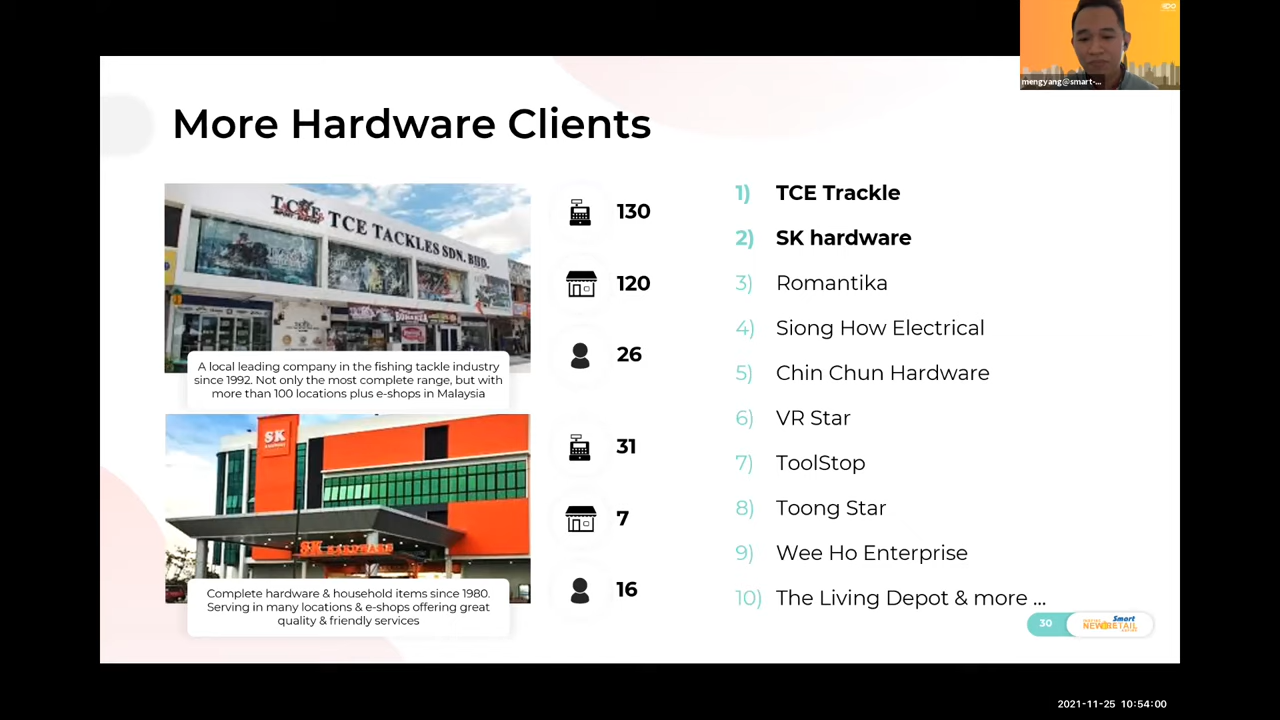 mengyang@smart-...
More Hardware Clients
TCE TACKLES SDN. BHD.
130
120
26
A local leading company in the fishing tackle industry
since 1992. Not only the most complete range, but with
more than 100 locations plus e-shops in Malaysia
SK
SK HARDWARE
31
7
16
Complete hardware & household items since 1980.
Serving in many locations & e-shops offering great
quality & friendly services
1) TCE Trackle
2) SK hardware
3) Romantika
4) Siong How Electrical
5) Chin Chun Hardware
6) VR Star
7) ToolStop
8) Toong Star
9) Wee Ho Enterprise
10) The Living Depot & more ...
30
Smart
NEW RETAIL
2021-11-25 10:54:00